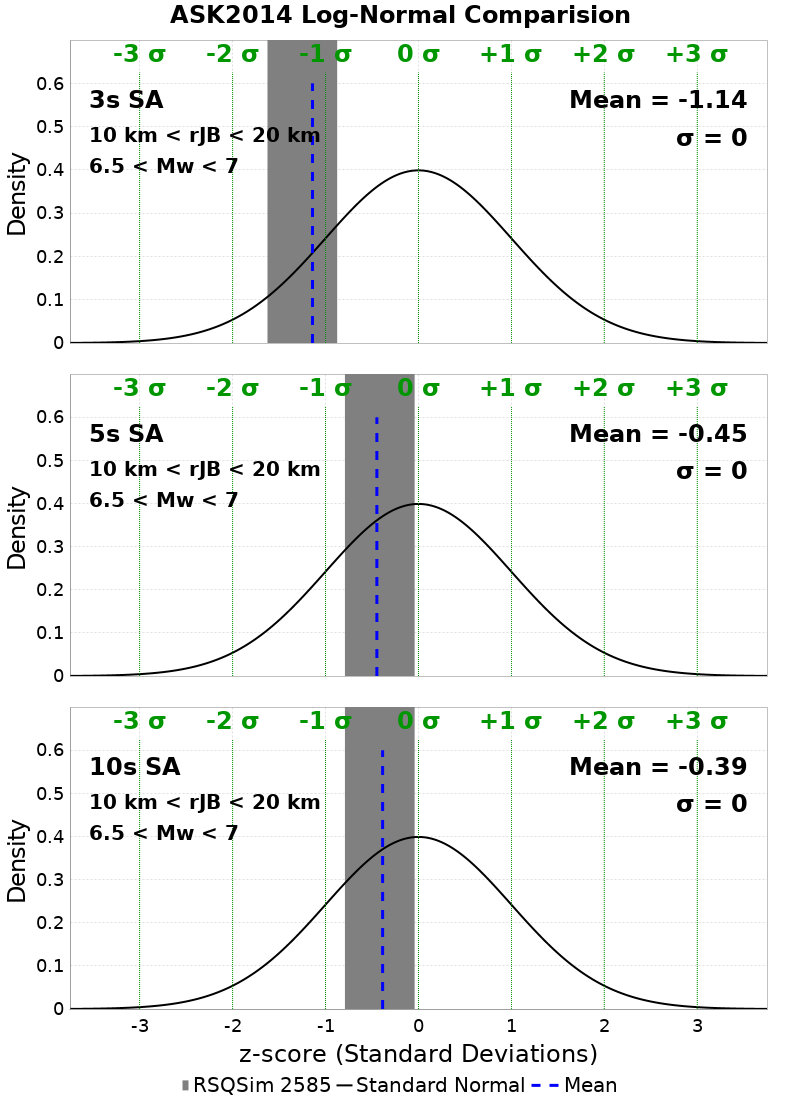 ASK2014 Log-Normal Comparision
-3 σ -2 σ -1 σ 0 σ +1 σ +2 σ +3 σ
3s SA
10 km < rJB < 20 km
6.5 < Mw < 7
Mean = -1.14
σ = 0
0.6
0.5
0.4
0.3
0.2
0.1
0
Density
-3 σ -2 σ -1 σ 0 σ +1 σ +2 σ +3 σ
5s SA
10 km < rJB < 20 km
6.5 < Mw < 7
Mean = -0.45
σ = 0
0.6
0.5
0.4
0.3
0.2
0.1
0
Density
-3 σ -2 σ -1 σ 0 σ +1 σ +2 σ +3 σ
10s SA
10 km < rJB < 20 km
6.5 < Mw < 7
Mean = -0.39
σ = 0
0.6
0.5
0.4
0.3
0.2
0.1
0
Density
-3 -2 -1 0 1 2 3
z-score (Standard Deviations)
RSQSim 2585 Standard Normal Mean